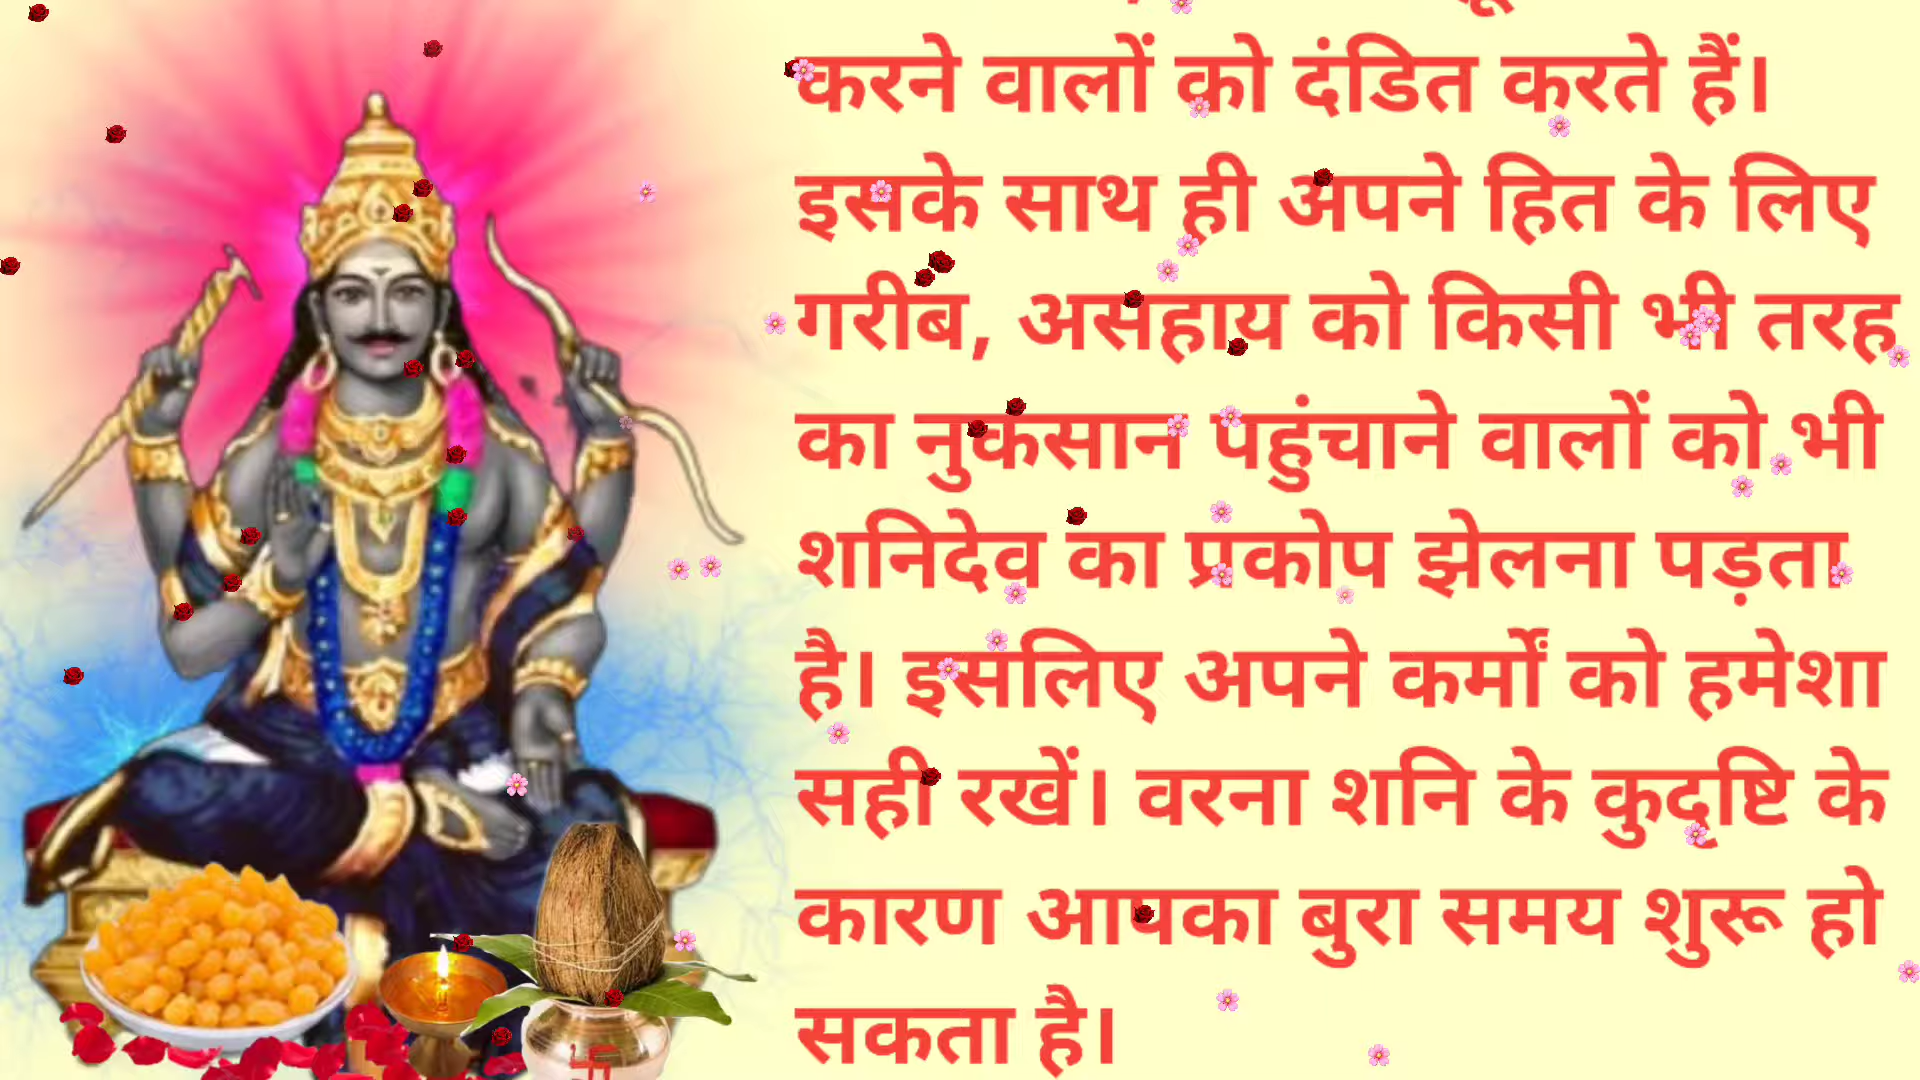 करने वालों को दंडित करते हैं।
इसके साथ ही अपने हित के लिए
गरीब, असहाय को किसी भी तरह
का नुकसान पहुंचाने वालों को भी
शनिदेव का प्रकोप झेलना पड़ता
है। इसलिए अपने कर्मों को हमेशा
सही रखें। वरना शनि के कुदृष्टि के
कारण आपका बुरा समय शुरू हो
सकता है।